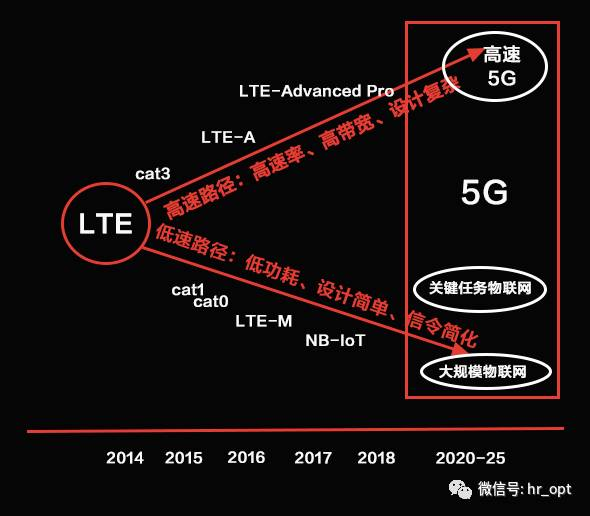 高速
5G
LTE-Advanced Pro
LTE-A
cat3
高速路径：高速率、高带宽、设计复杂
LTE
5G
低速路径：低功耗、设计简单、信令简化
cat1
cat0
LTE-M
NB-IoT
关键任务物联网
大规模物联网
2014 2015 2016 2017 2018 2020-25
微信号: hr_opt